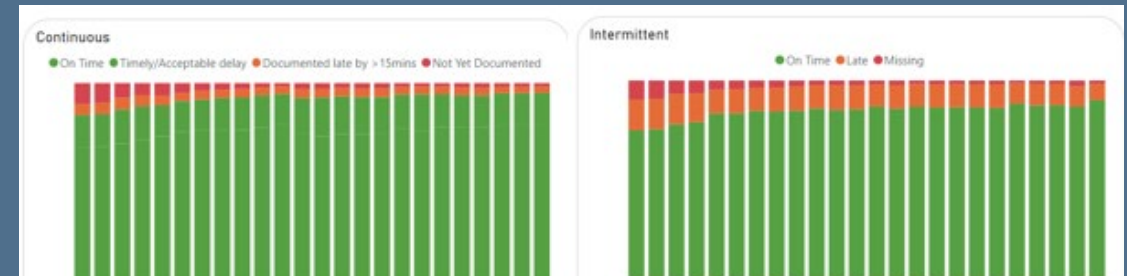 Continuous
On Time Timely/Acceptable delay Documented late by >15mins Not Yet Documented
Intermittent
On Time Late Missing